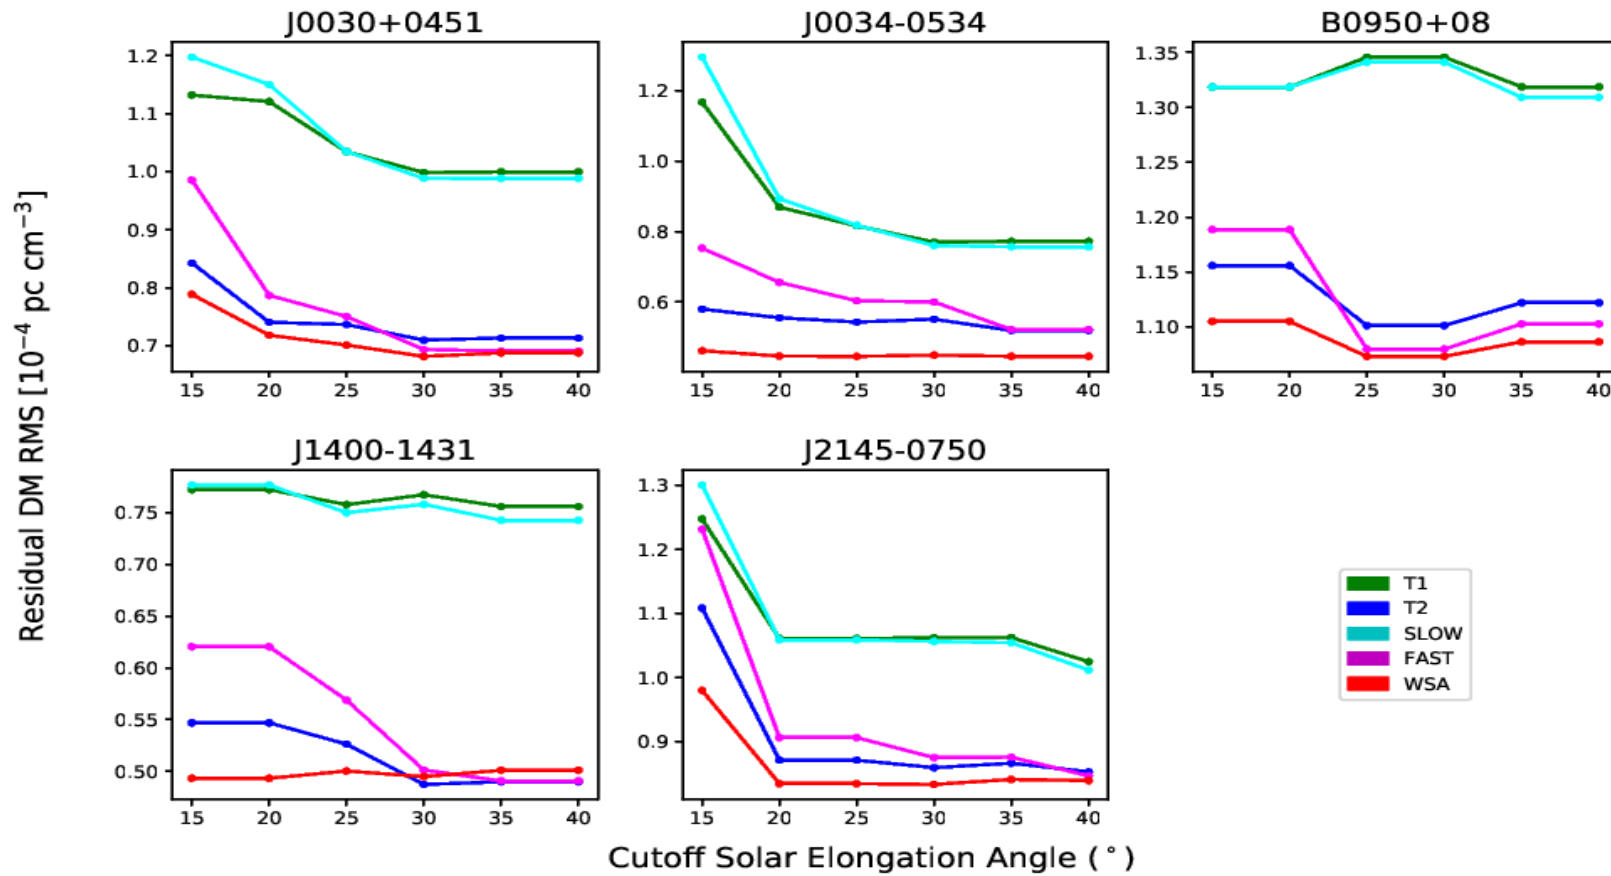 J0030+0451
J0034-0534
B0950+08
1.2
1.1
1.0
0.9
0.8
0.7
15 20 25 30 35 40
1.2
1.0
0.8
0.6
15 20 25 30 35 40
1.35
1.30
1.25
1.20
1.15
1.10
15 20 25 30 35 40
Residual DM RMS [10⁻⁴ pc cm⁻³]
J1400-1431
J2145-0750
0.75
0.70
0.65
0.60
0.55
0.50
15 20 25 30 35 40
1.3
1.2
1.1
1.0
0.9
15 20 25 30 35 40
T1
T2
SLOW
FAST
WSA
Cutoff Solar Elongation Angle (°)